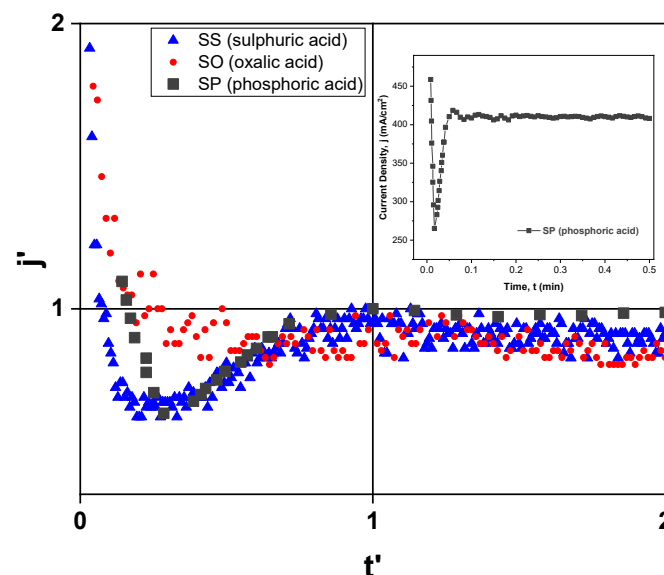 2
SS (sulphuric acid)
SO (oxalic acid)
SP (phosphoric acid)
450
400
350
300
250
Current Density, j (mA/cm²)
SP (phosphoric acid)
0.0 0.1 0.2 0.3 0.4 0.5
Time, t (min)
j'
1
0 1 2
t'